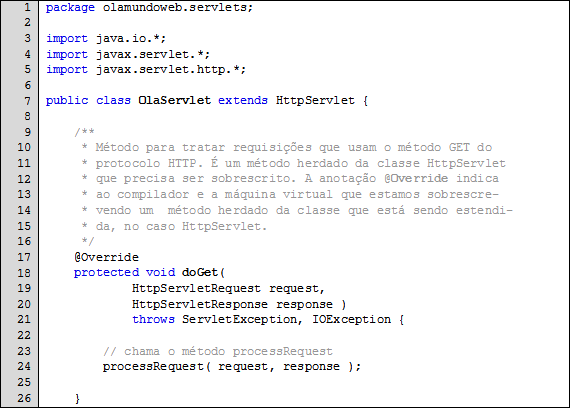 1 package olamundoweb.servlets;
2
3 import java.io.*;
4 import javax.servlet.*;
5 import javax.servlet.http.*;
6
7 public class OlaServlet extends HttpServlet {
8
9     /**
10      * Método para tratar requisições que usam o método GET do
11      * protocolo HTTP. É um método herdado da classe HttpServlet
12      * que precisa ser sobrescrito. A anotação @Override indica
13      * ao compilador e a máquina virtual que estamos sobrescre-
14      * vendo um  método herdado da classe que está sendo estendi-
15      * da, no caso HttpServlet.
16      */
17     @Override
18     protected void doGet(
19             HttpServletRequest request,
20             HttpServletResponse response )
21             throws ServletException, IOException {
22
23         // chama o método processRequest
24         processRequest( request, response );
25
26     }